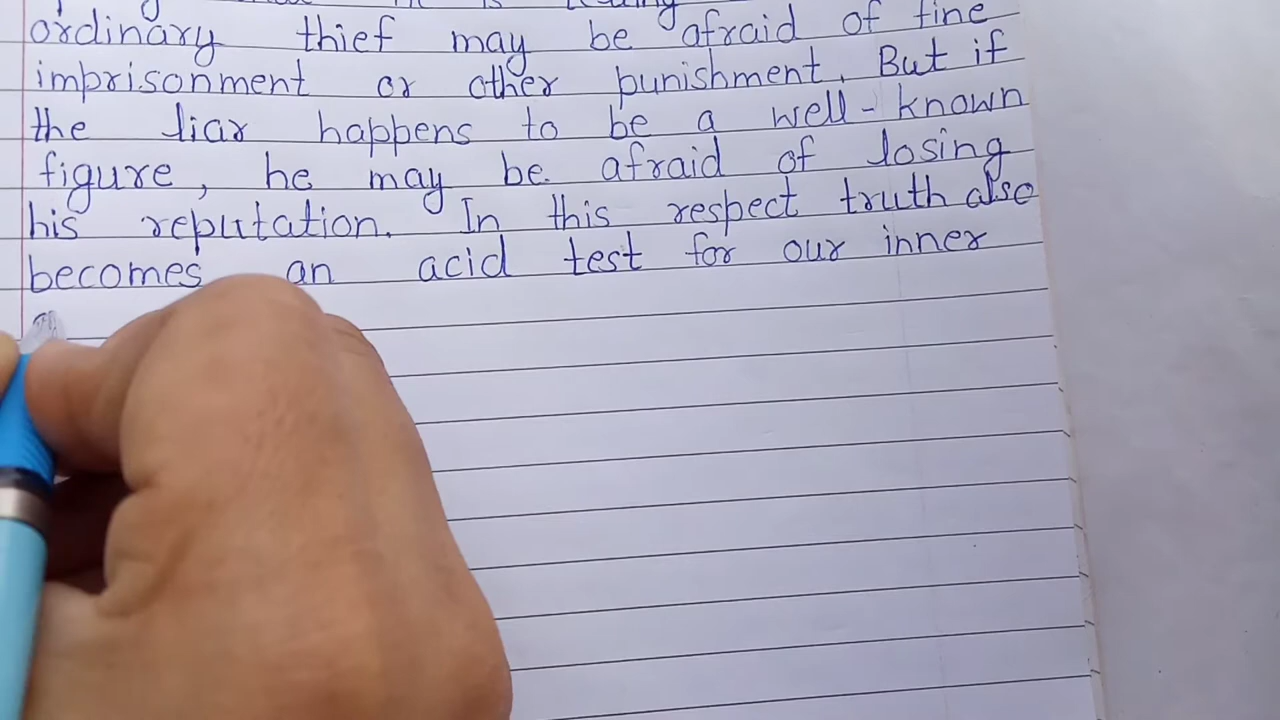 ordinary thief may be afraid of fine
imprisonment or other punishment. But if
the liar happens to be a well-known
figure, he may be afraid of losing
his reputation. In this respect truth also
becomes an acid test for our inner